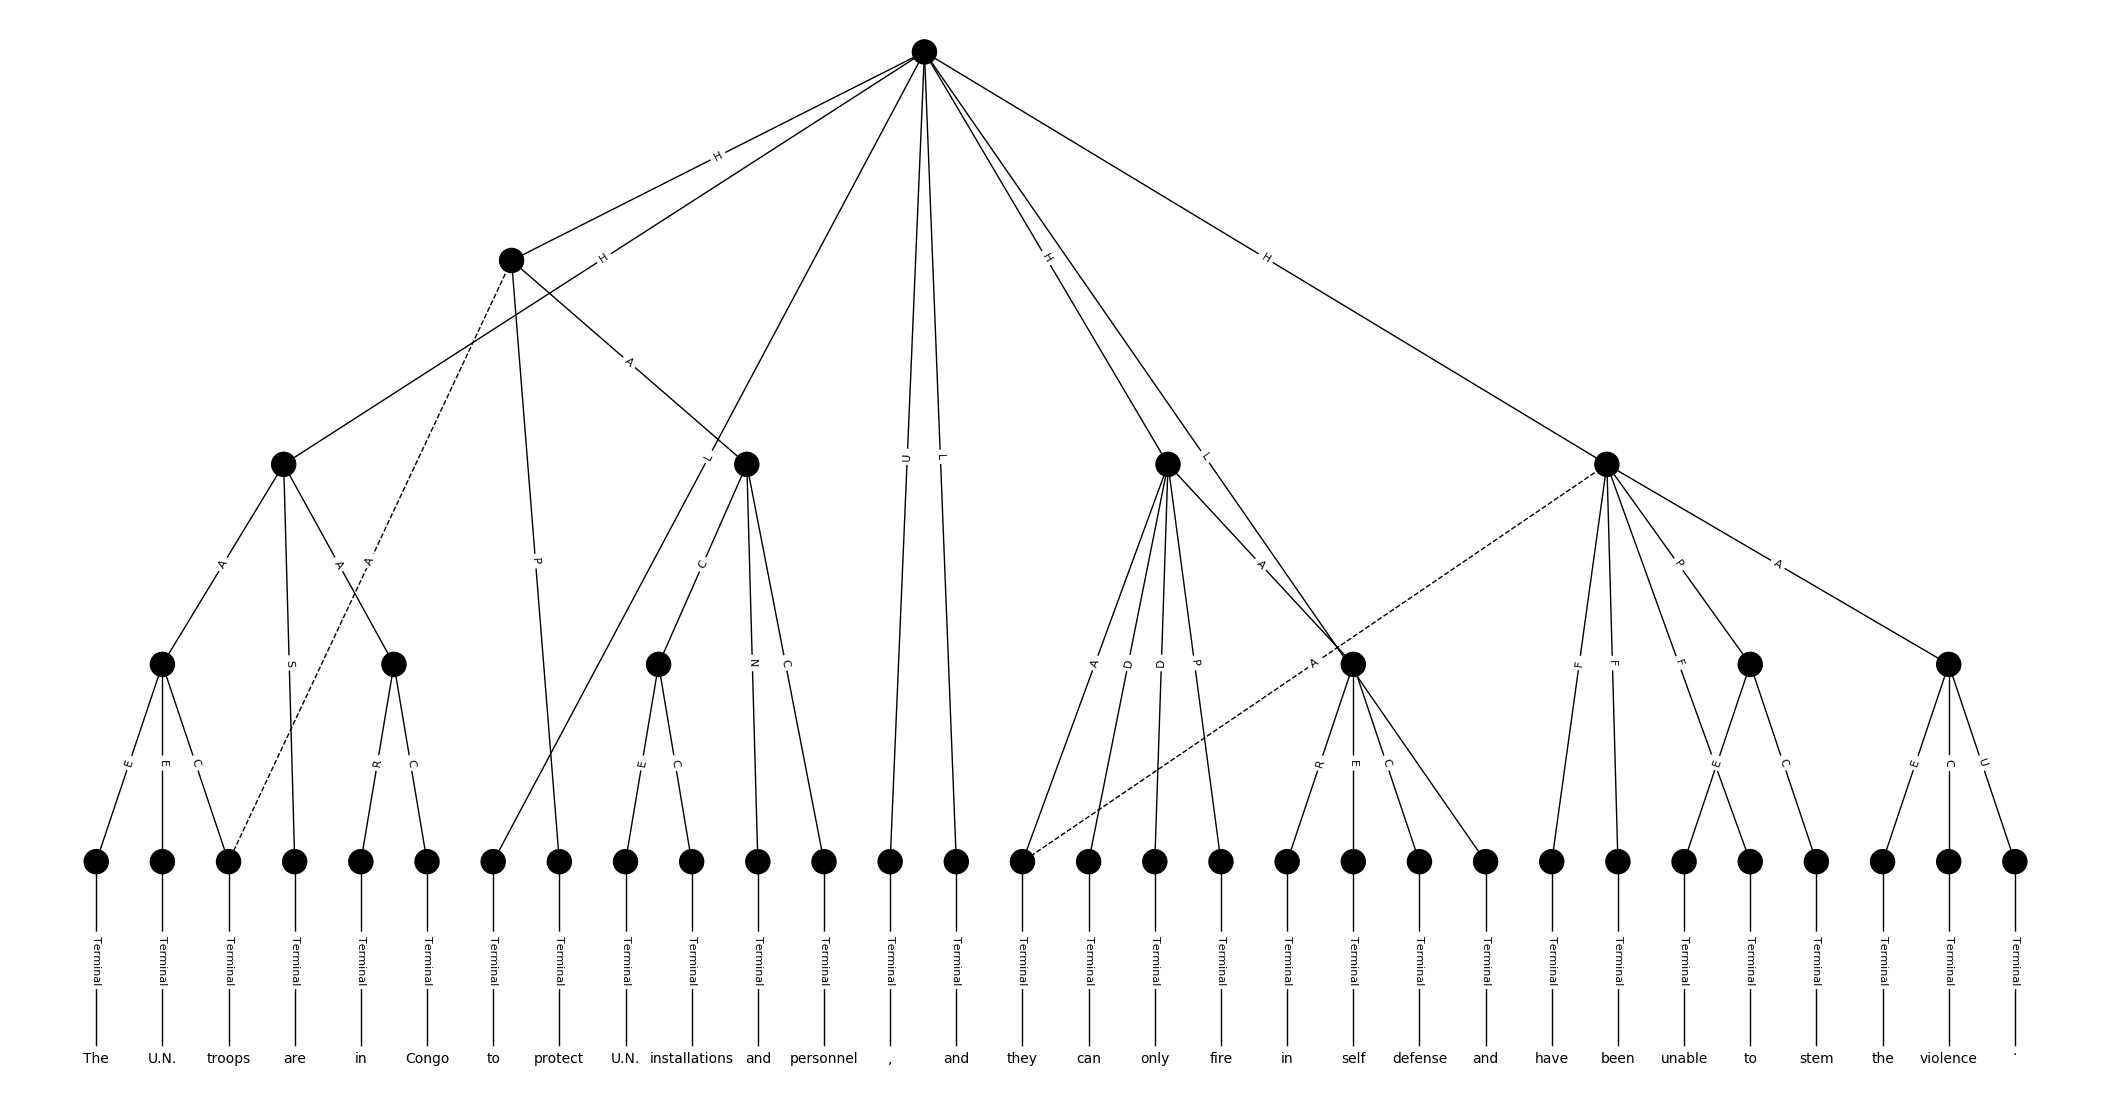 H
H
H
H
A
L
U
L
L
A
A
A
P
C
A
P
A
S
N
C
A
D
D
P
A
F
F
F
E
E
C
R
C
E
C
R
E
C
E
C
E
C
U
Terminal Terminal Terminal Terminal Terminal Terminal Terminal Terminal Terminal Terminal Terminal Terminal Terminal Terminal Terminal Terminal Terminal Terminal Terminal Terminal Terminal Terminal Terminal Terminal Terminal Terminal Terminal Terminal Terminal Terminal
The U.N. troops are in Congo to protect U.N. installations and personnel , and they can only fire in self defense and have been unable to stem the violence .